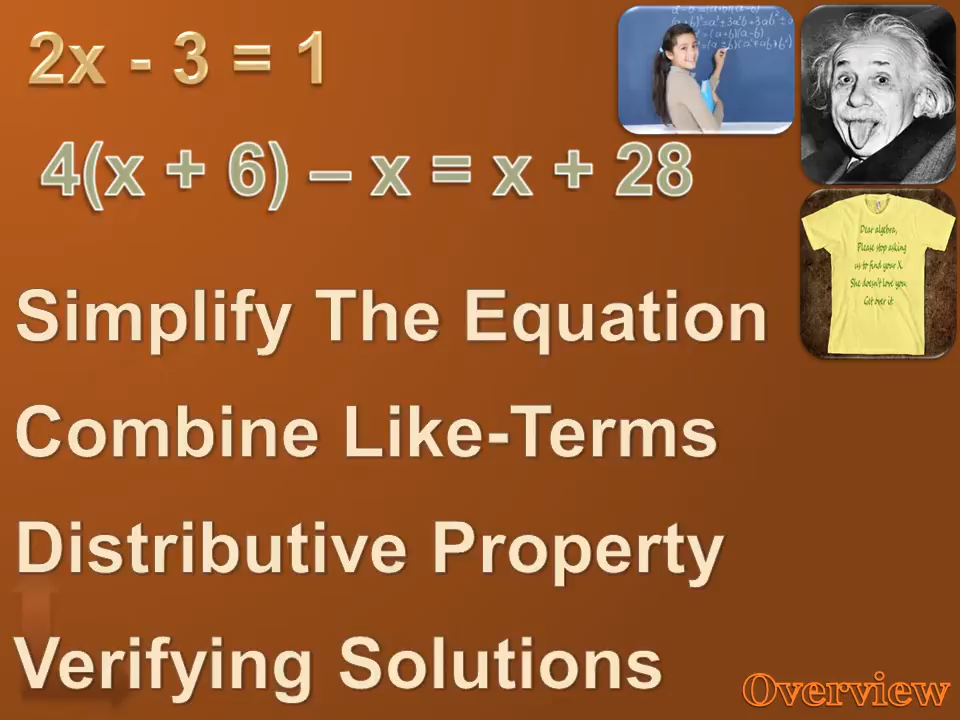 2x - 3 = 1
4(x + 6) – x = x + 28
Simplify The Equation
Combine Like-Terms
Distributive Property
Verifying Solutions
Dear algebra,
Please stop asking
us to find your X.
She doesn't love you.
Get over it.
Overview